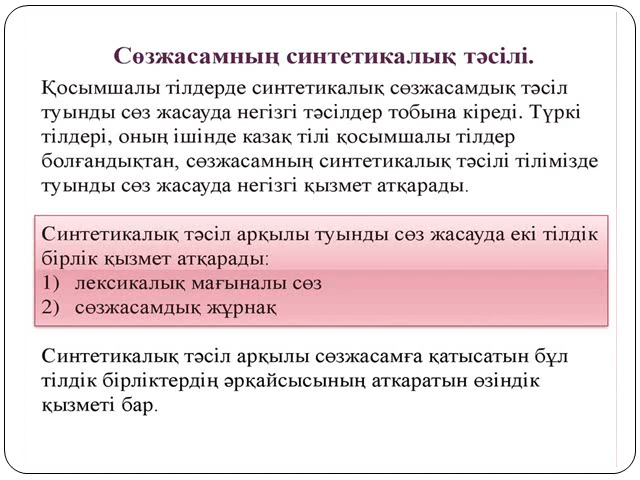 Сөзжасамның синтетикалық тәсілі.
Қосымшалы тілдерде синтетикалық сөзжасамдық тәсіл
туынды сөз жасауда негізгі тәсілдер тобына кіреді. Түркі
тілдері, оның ішінде казақ тілі қосымшалы тілдер
болғандықтан, сөзжасамның синтетикалық тәсілі тілімізде
туынды сөз жасауда негізгі қызмет атқарады.
Синтетикалық тәсіл арқылы туынды сөз жасауда екі тілдік
бірлік қызмет атқарады:
1) лексикалық мағыналы сөз
2) сөзжасамдық жұрнақ
Синтетикалық тәсіл арқылы сөзжасамға қатысатын бұл
тілдік бірліктердің әрқайсысының аткаратын өзіндік
қызметі бар.